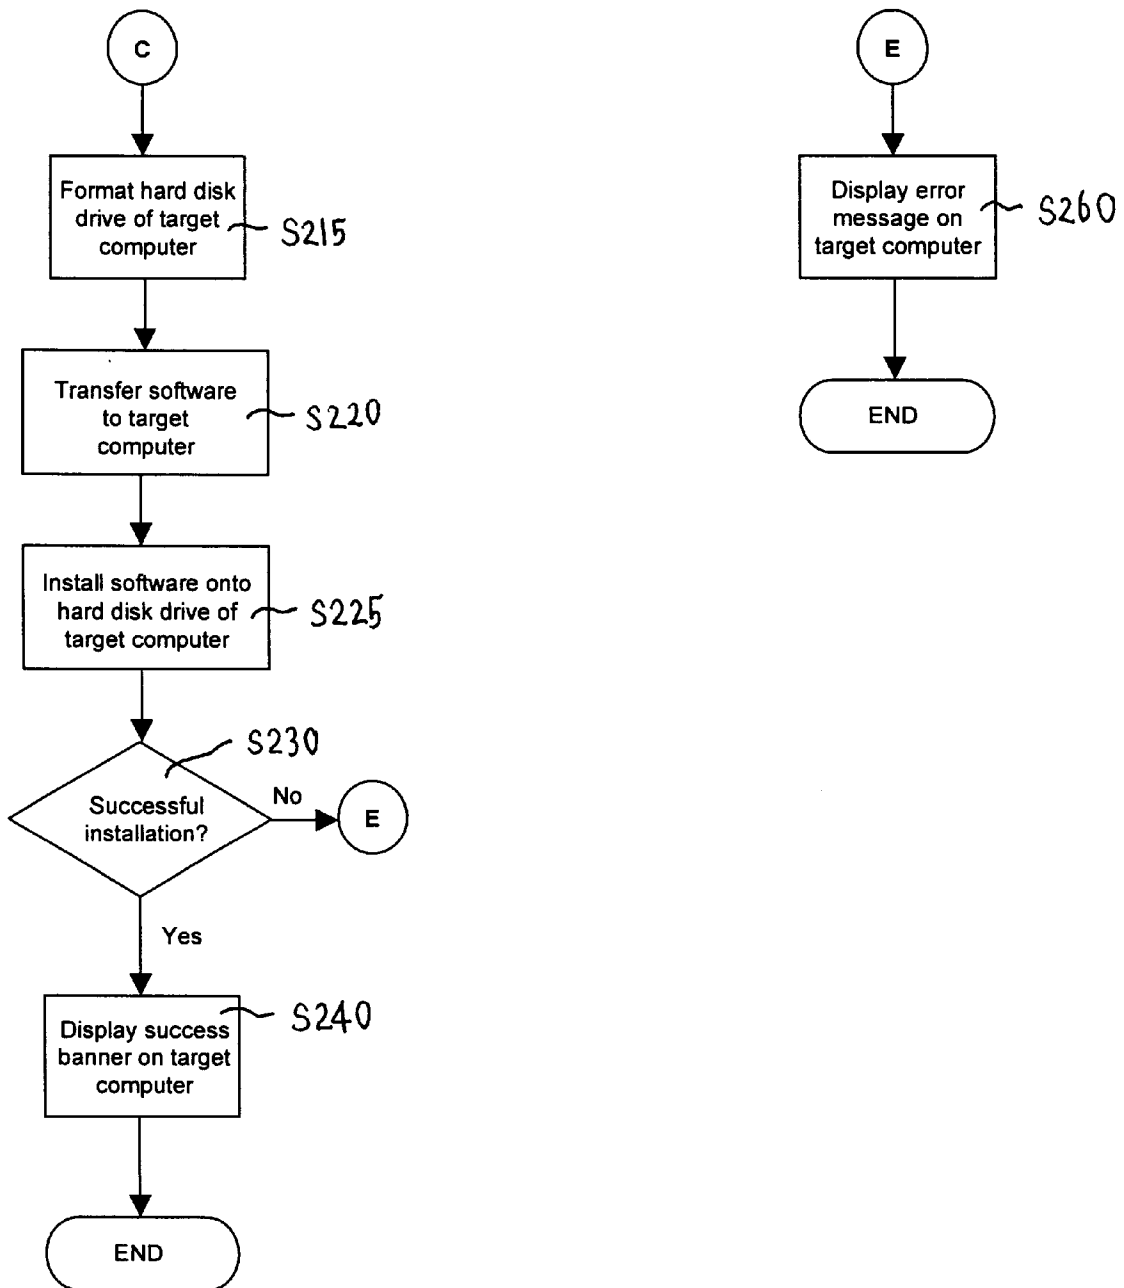 C
Format hard disk
drive of target
computer
S215
Transfer software
to target
computer
S220
Install software onto
hard disk drive of
target computer
S225
S230
Successful
installation?
No
E
Yes
Display success
banner on target
computer
S240
END
E
Display error
message on
target computer
S260
END